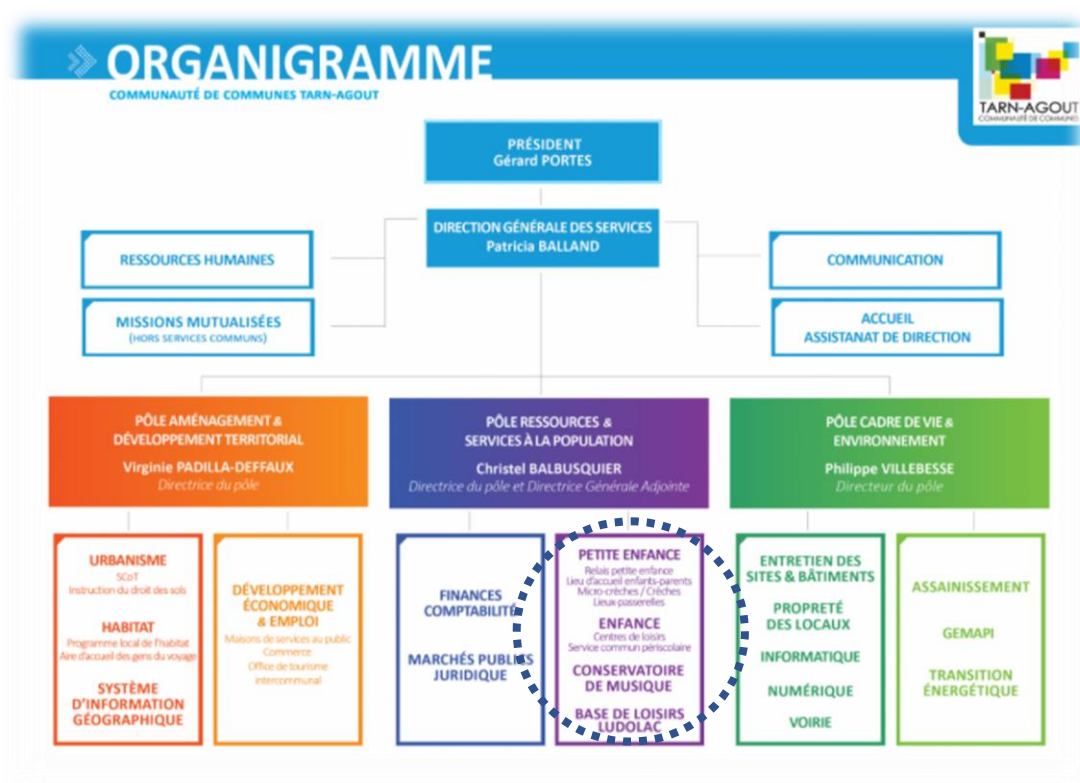 ORGANIGRAMME
COMMUNAUTÉ DE COMMUNES TARN-AGOUT
TARN-AGOUT
COMMUNAUTÉ DE COMMUNES
PRÉSIDENT
Gérard PORTES
DIRECTION GÉNÉRALE DES SERVICES
Patricia BALLAND
RESSOURCES HUMAINES
MISSIONS MUTUALISÉES
(HORS SERVICES COMMUNS)
COMMUNICATION
ACCUEIL
ASSISTANAT DE DIRECTION
PÔLE AMÉNAGEMENT &
DÉVELOPPEMENT TERRITORIAL
Virginie PADILLA-DEFFAUX
Directrice du pôle
PÔLE RESSOURCES &
SERVICES À LA POPULATION
Christel BALBUSQUIER
Directrice du pôle et Directrice Générale Adjointe
PÔLE CADRE DE VIE &
ENVIRONNEMENT
Philippe VILLEBESSE
Directeur du pôle
URBANISME
SCoT
Instruction du droit des sols
HABITAT
Programme local de l'habitat
Aire d'accueil des gens du voyage
SYSTÈME
D'INFORMATION
GÉOGRAPHIQUE
DÉVELOPPEMENT
ÉCONOMIQUE
& EMPLOI
Maisons de services au public
Commerce
Office de tourisme
intercommunal
FINANCES
COMPTABILITÉ
MARCHÉS PUBLICS
JURIDIQUE
PETITE ENFANCE
Relais petite enfance
Lieu d'accueil enfants-parents
Micro-crèches / Crèches
Lieux-passerelles
ENFANCE
Centres de loisirs
Service commun périscolaire
CONSERVATOIRE
DE MUSIQUE
BASE DE LOISIRS
LUDOLAC
ENTRETIEN DES
SITES & BÂTIMENTS
PROPRETÉ
DES LOCAUX
INFORMATIQUE
NUMÉRIQUE
VOIRIE
ASSAINISSEMENT
GEMAPI
TRANSITION
ÉNERGÉTIQUE